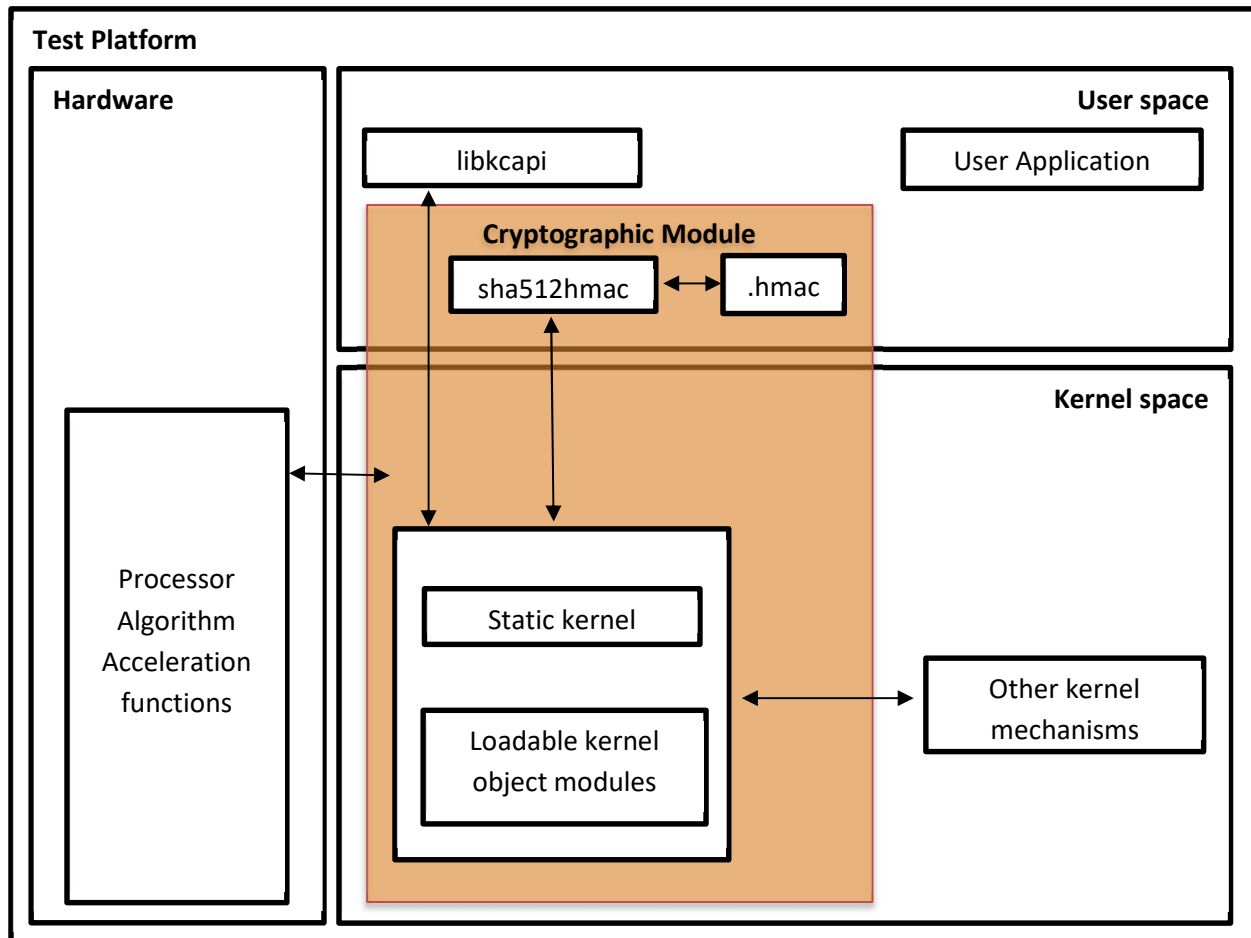 Test Platform
Hardware
User space
libkcapi
User Application
Cryptographic Module
sha512hmac
.hmac
Kernel space
Processor
Algorithm
Acceleration
functions
Static kernel
Loadable kernel
object modules
Other kernel
mechanisms